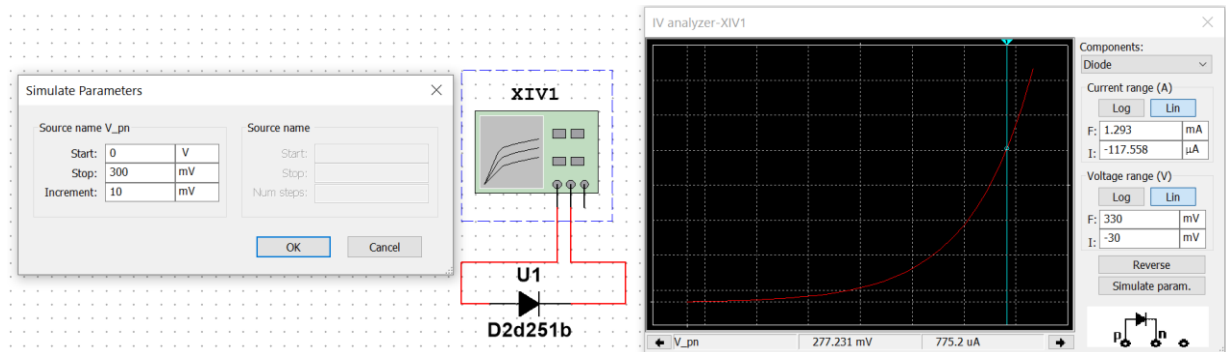 Simulate Parameters
Source name V_pn
Start: 0 V
Stop: 300 mV
Increment: 10 mV
Source name
Start:
Stop:
Num steps:
OK Cancel
XIV1
U1
D2d251b
IV analyzer-XIV1
Components:
Diode
Current range (A)
Log Lin
F: 1.293 mA
I: -117.558 µA
Voltage range (V)
Log Lin
F: 330 mV
I: -30 mV
Reverse
Simulate param.
p n
V_pn 277.231 mV 775.2 uA